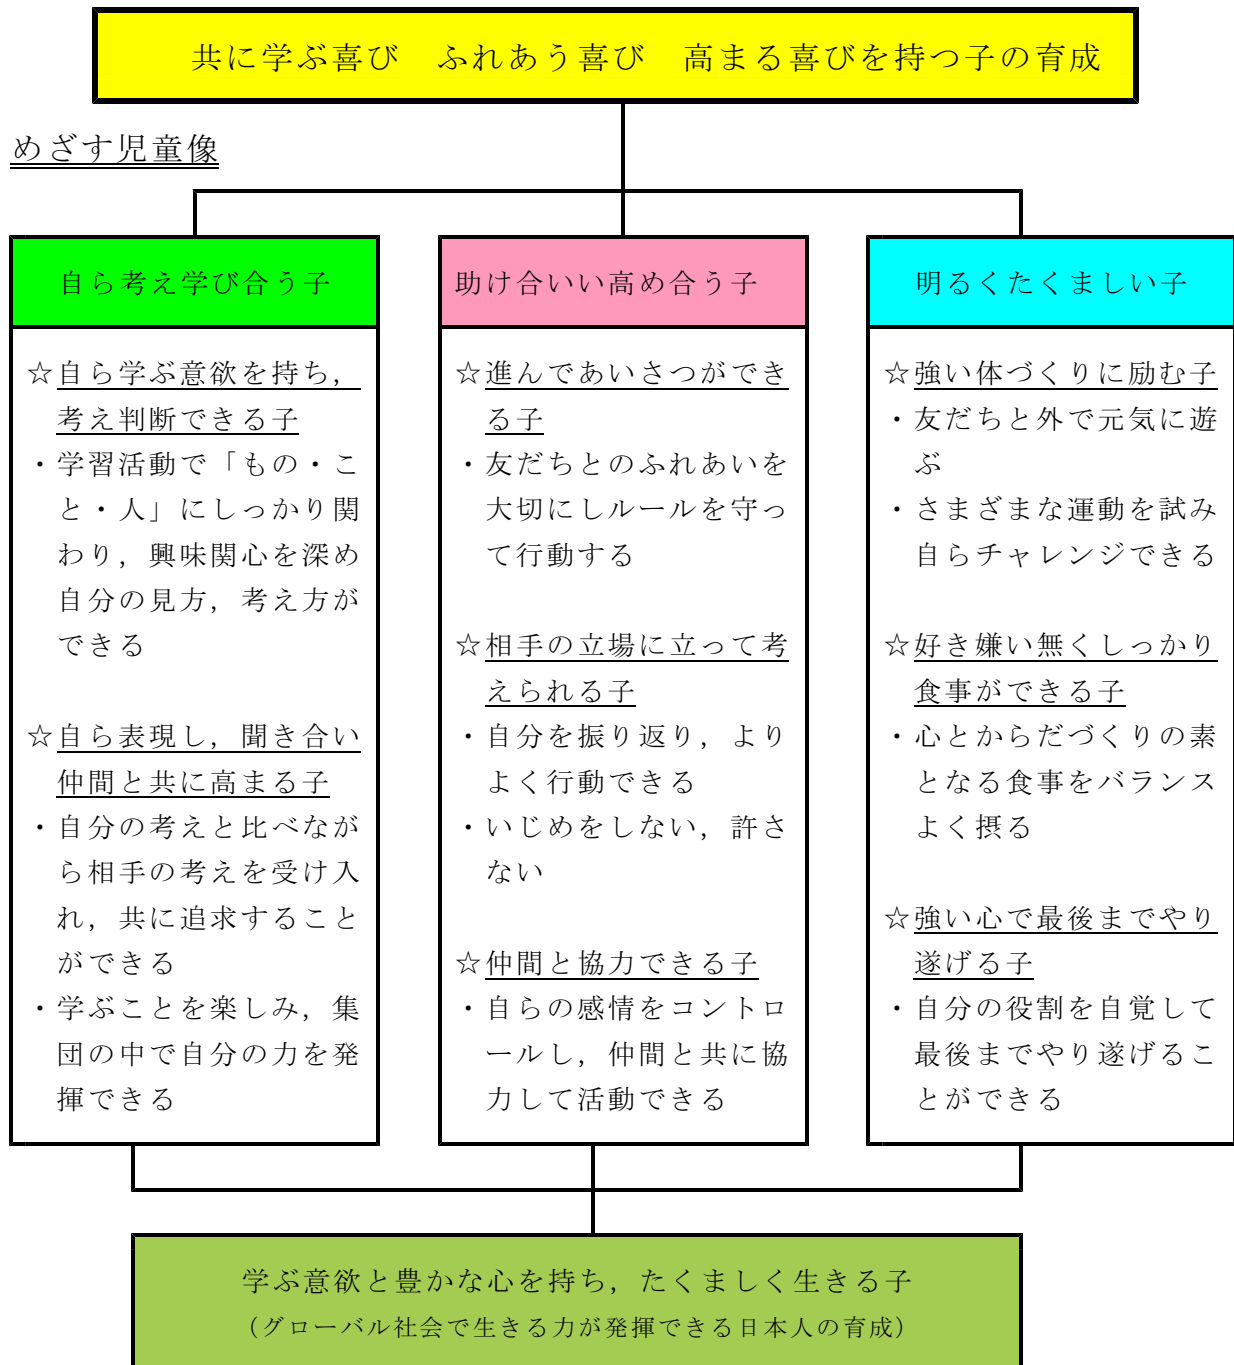 共に学ぶ喜び　ふれあう喜び　高まる喜びを持つ子の育成
めざす児童像
自ら考え学び合う子
☆自ら学ぶ意欲を持ち，
考え判断できる子
・学習活動で「もの・こ
と・人」にしっかり関
わり，興味関心を深め
自分の見方，考え方が
できる
☆自ら表現し，聞き合い
仲間と共に高まる子
・自分の考えと比べなが
ら相手の考えを受け入
れ，共に追求すること
ができる
・学ぶことを楽しみ，集
団の中で自分の力を発
揮できる
助け合いい高め合う子
☆進んであいさつができ
る子
・友だちとのふれあいを
大切にしルールを守っ
て行動する
☆相手の立場に立って考
えられる子
・自分を振り返り，より
よく行動できる
・いじめをしない，許さ
ない
☆仲間と協力できる子
・自らの感情をコントロ
ールし，仲間と共に協
力して活動できる
明るくたくましい子
☆強い体づくりに励む子
・友だちと外で元気に遊
ぶ
・さまざまな運動を試み
自らチャレンジできる
☆好き嫌い無くしっかり
食事ができる子
・心とからだづくりの素
となる食事をバランス
よく摂る
☆強い心で最後までやり
遂げる子
・自分の役割を自覚して
最後までやり遂げるこ
とができる
学ぶ意欲と豊かな心を持ち，たくましく生きる子
（グローバル社会で生きる力が発揮できる日本人の育成）